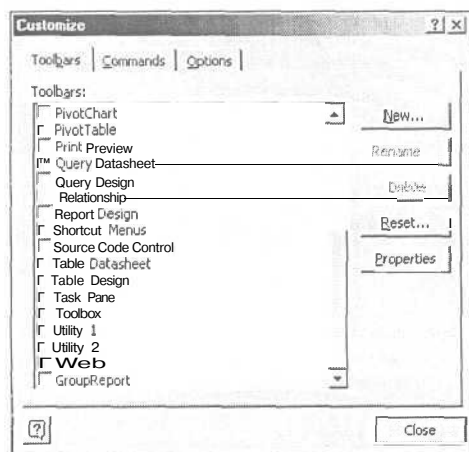 Customize
Toolbars Commands Options
Toolbars:
PivotChart
PivotTable
Print Preview
Query Datasheet
Query Design
Relationship
Report Design
Shortcut Menus
Source Code Control
Table Datasheet
Table Design
Task Pane
Toolbox
Utility 1
Utility 2
Web
GroupReport
New...
Rename
Delete
Reset...
Properties
Close